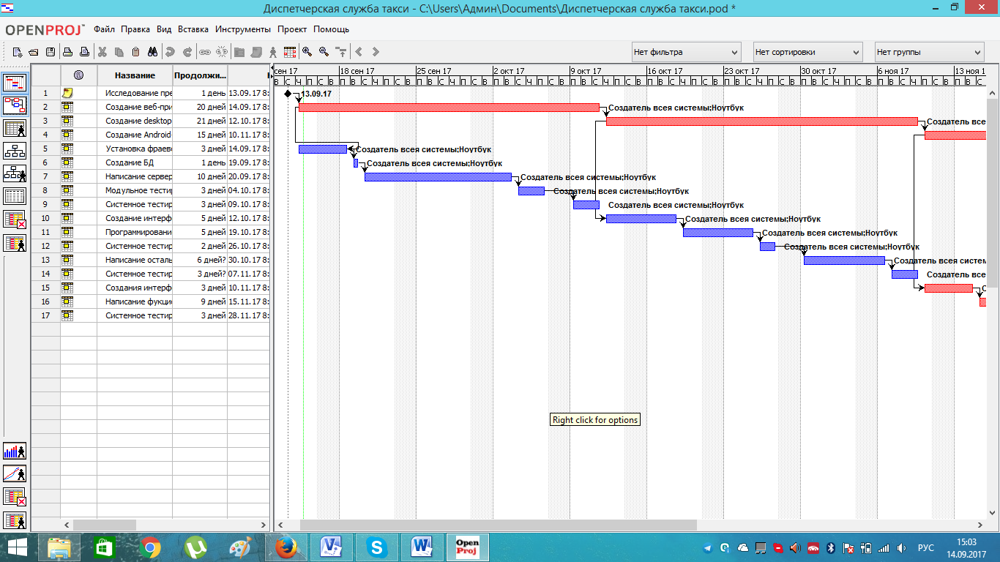 Диспетчерская служба такси - C:\Users\Админ\Documents\Диспетчерская служба такси.pod *
OPENPROJ™ Файл Правка Вид Вставка Инструменты Проект Помощь
Нет фильтра Нет сортировки Нет группы
Название Продолжи...
сен 17 18 сен 17 25 сен 17 2 окт 17 9 окт 17 16 окт 17 23 окт 17 30 окт 17 6 ноя 17 13 ноя 1
1 Исследование пре 1 день 13.09.17 8: 13.09.17
2 Создание веб-при 20 дней 14.09.17 8: Создатель всея системы;Ноутбук
3 Создание desktop 21 дней 12.10.17 8: Создатель все
4 Создание Android- 15 дней 10.11.17 8:
5 Установка фраев 3 дней 14.09.17 8: Создатель всея системы;Ноутбук
6 Создание БД 1 день 19.09.17 8: Создатель всея системы;Ноутбук
7 Написание сервер 10 дней 20.09.17 8: Создатель всея системы;Ноутбук
8 Модульное тести 3 дней 04.10.17 8: Создатель всея системы;Ноутбук
9 Системное тестир 3 дней 09.10.17 8: Создатель всея системы;Ноутбук
10 Создание интерф 5 дней 12.10.17 8: Создатель всея системы;Ноутбук
11 Программировани 5 дней 19.10.17 8: Создатель всея системы;Ноутбук
12 Системное тестир 2 дней 26.10.17 8: Создатель всея системы;Ноутбук
13 Написание осталь 6 дней? 30.10.17 8: Создатель всея систем
14 Системное тестир 3 дней? 07.11.17 8: Создатель все
15 Создания интерф 3 дней 10.11.17 8: С
16 Написание фукци 9 дней 15.11.17 8:
17 Системное тестир 3 дней 28.11.17 8:
Right click for options
Open
Proj
РУС
15:03
14.09.2017